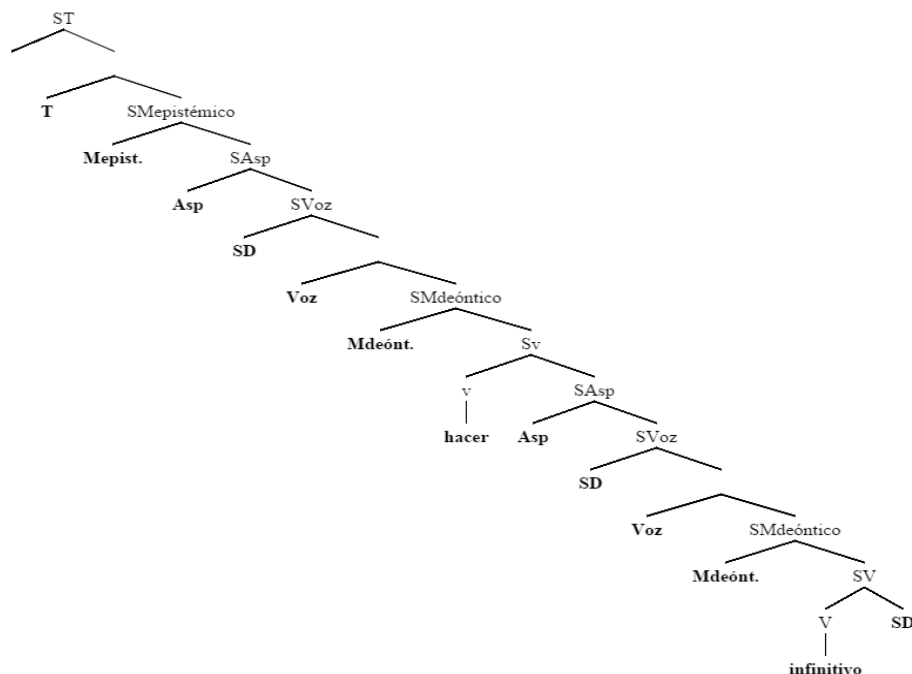 ST
T
SMepistémico
Mepist.
SAsp
Asp
SVoz
SD
Voz
SMdeóntico
Mdeónt.
Sv
v
SAsp
hacer
Asp
SVoz
SD
Voz
SMdeóntico
Mdeónt.
SV
V
SD
infinitivo